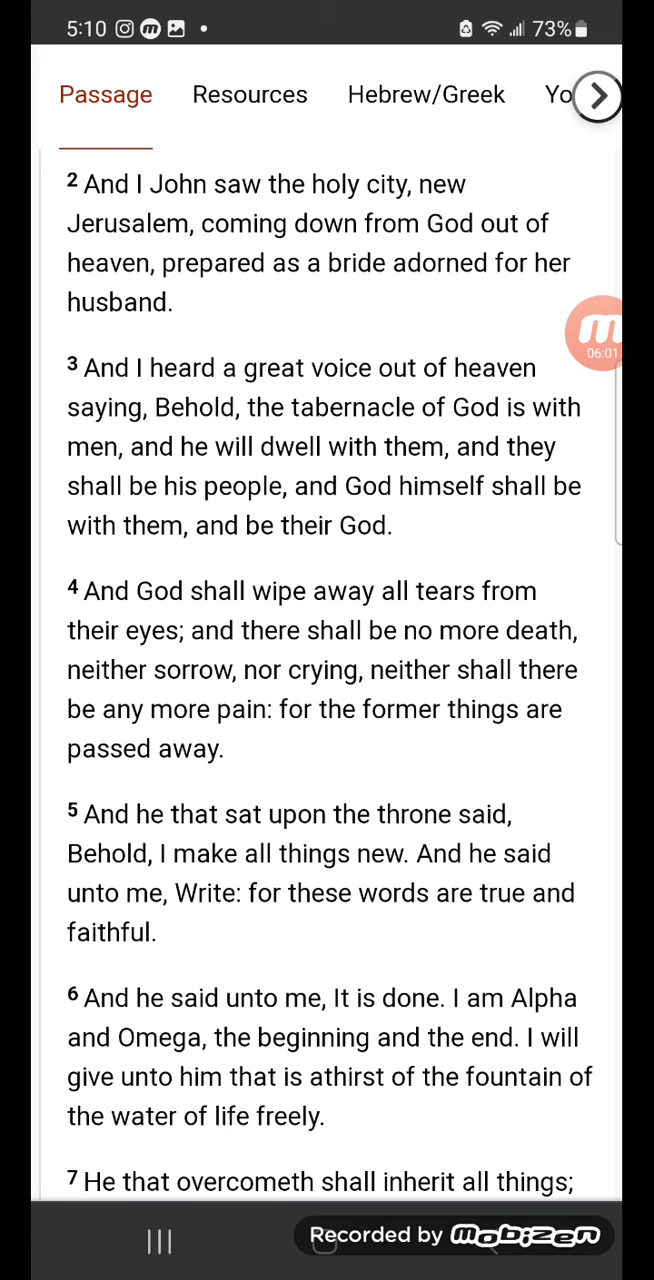 5:10 73%
Passage Resources Hebrew/Greek Yo
2 And I John saw the holy city, new
Jerusalem, coming down from God out of
heaven, prepared as a bride adorned for her
husband.
06:01
3 And I heard a great voice out of heaven
saying, Behold, the tabernacle of God is with
men, and he will dwell with them, and they
shall be his people, and God himself shall be
with them, and be their God.
4 And God shall wipe away all tears from
their eyes; and there shall be no more death,
neither sorrow, nor crying, neither shall there
be any more pain: for the former things are
passed away.
5 And he that sat upon the throne said,
Behold, I make all things new. And he said
unto me, Write: for these words are true and
faithful.
6 And he said unto me, It is done. I am Alpha
and Omega, the beginning and the end. I will
give unto him that is athirst of the fountain of
the water of life freely.
7 He that overcometh shall inherit all things;
Recorded by mobizen